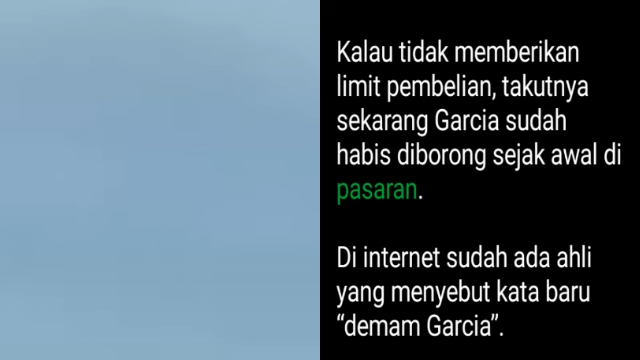 Kalau tidak memberikan
limit pembelian, takutnya
sekarang Garcia sudah
habis diborong sejak awal di
pasaran.
Di internet sudah ada ahli
yang menyebut kata baru
“demam Garcia”.